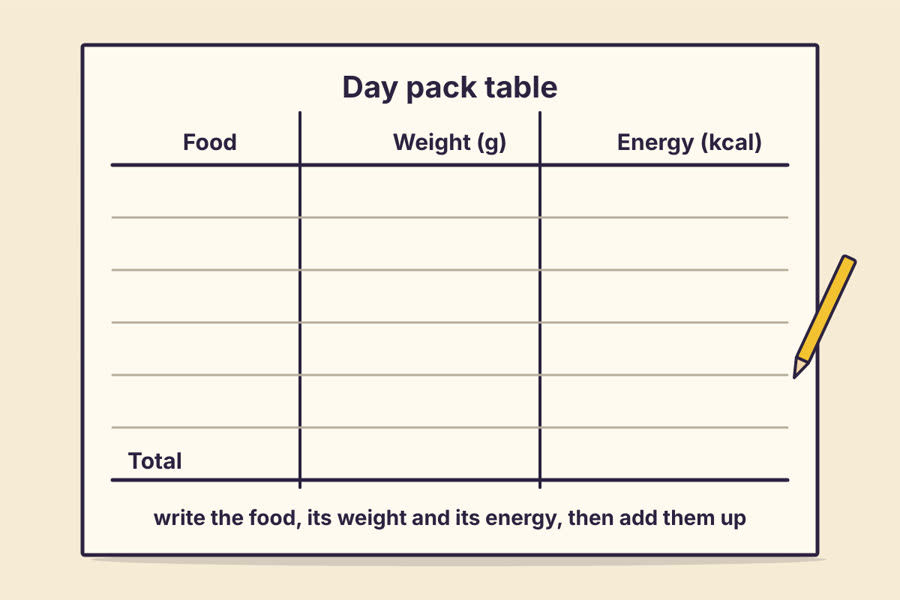 Day pack table
Food Weight (g) Energy (kcal)
Total
write the food, its weight and its energy, then add them up